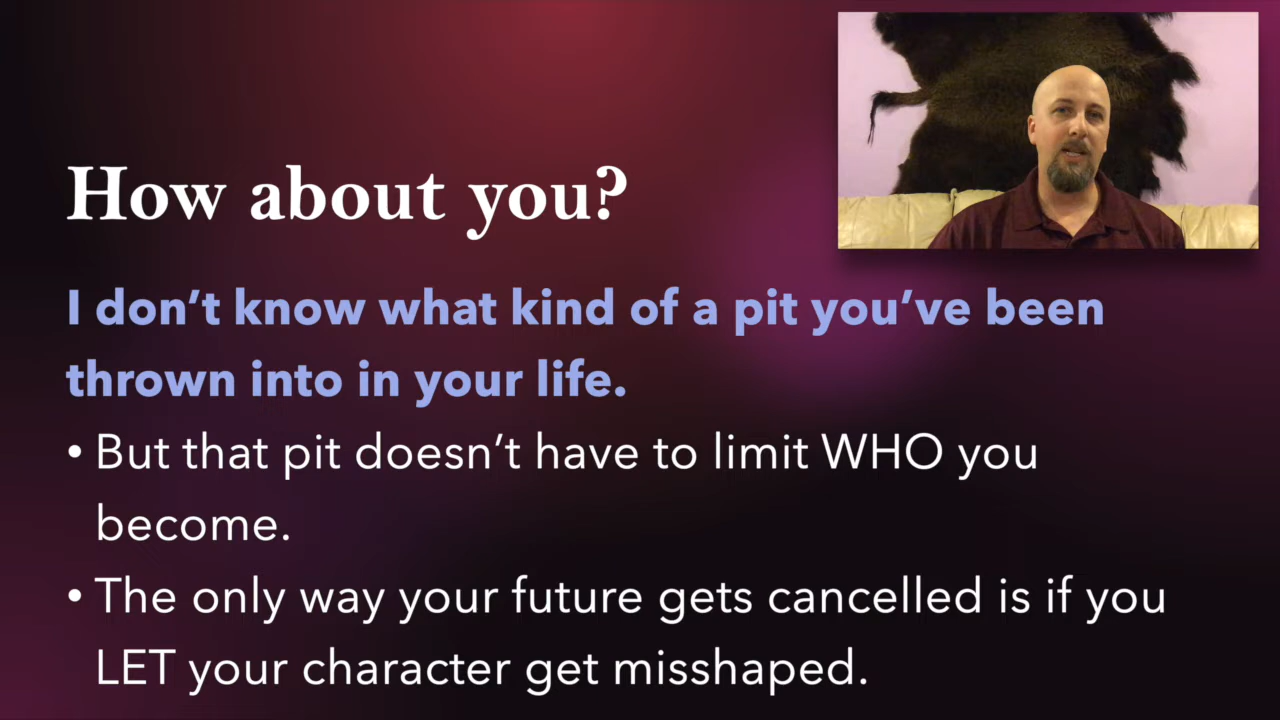 How about you?
I don’t know what kind of a pit you’ve been
thrown into in your life.
• But that pit doesn’t have to limit WHO you
become.
• The only way your future gets cancelled is if you
LET your character get misshaped.